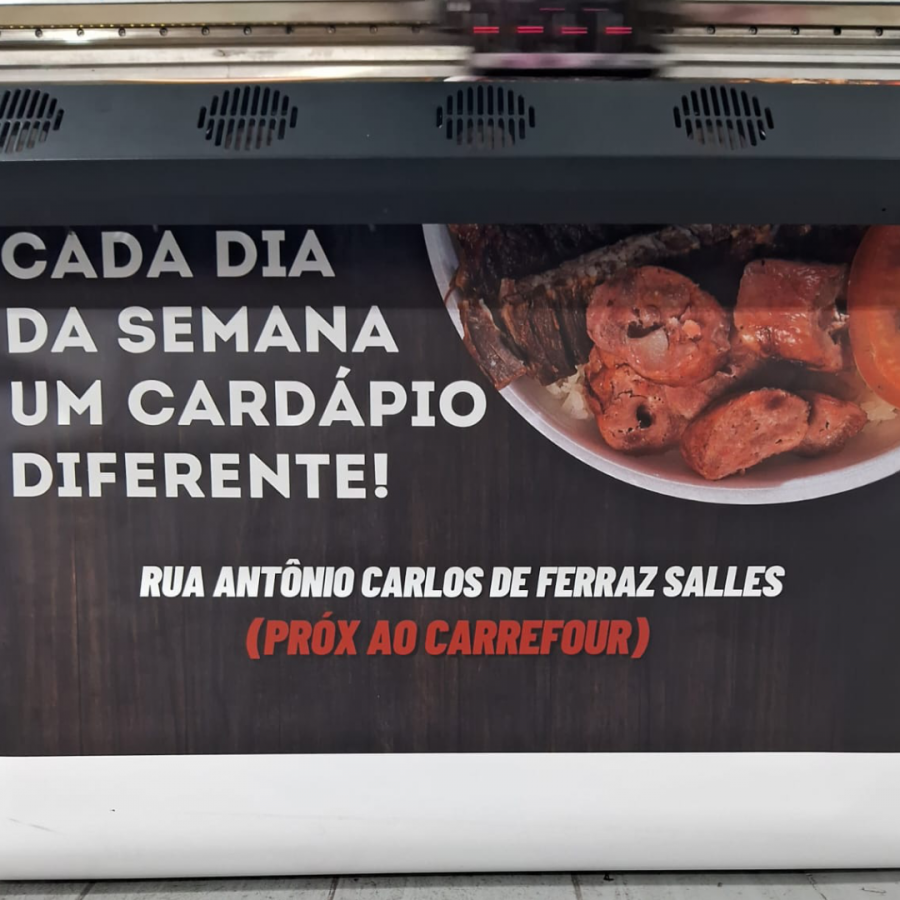 CADA DIA
DA SEMANA
UM CARDÁPIO
DIFERENTE!
RUA ANTÔNIO CARLOS DE FERRAZ SALLES
(PRÓX AO CARREFOUR)